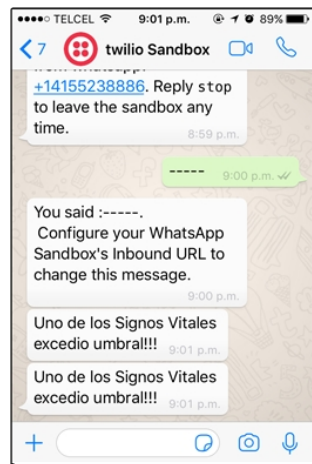 TELCEL 9:01 p.m. 89%
7 twilio Sandbox
from whatsapp:
+14155238886. Reply stop
to leave the sandbox any
time.
8:59 p.m.
-----
9:00 p.m.
You said :-----.
Configure your WhatsApp
Sandbox's Inbound URL to
change this message.
9:00 p.m.
Uno de los Signos Vitales
excedio umbral!!! 9:01 p.m.
Uno de los Signos Vitales
excedio umbral!!! 9:01 p.m.